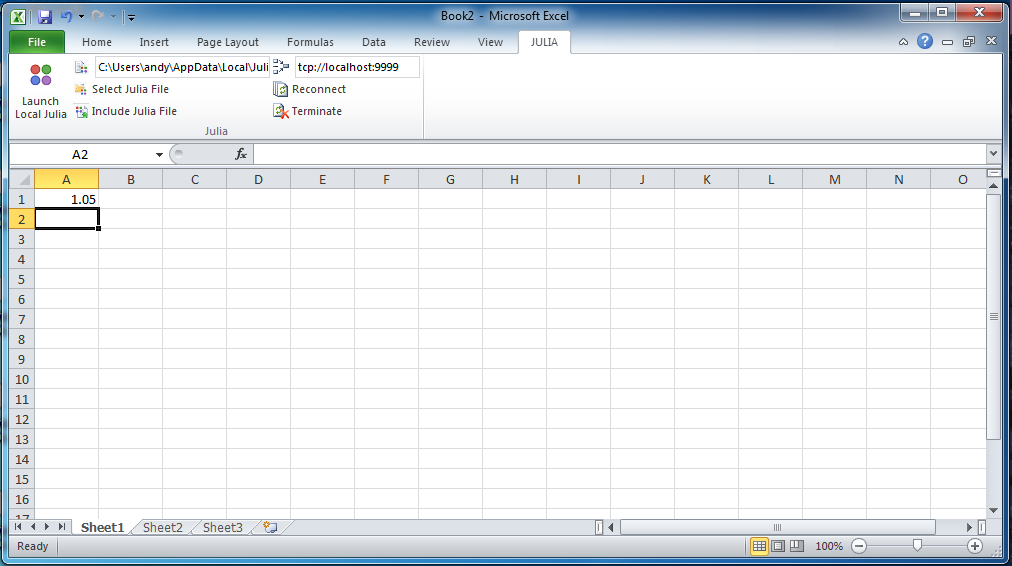 Book2 - Microsoft Excel
File Home Insert Page Layout Formulas Data Review View JULIA
C:\Users\andy\AppData\Local\Juli tcp://localhost:9999
Launch Local Julia
Select Julia File Reconnect
Include Julia File Terminate
Julia
A2 fx
A B C D E F G H I J K L M N O
1 1.05
2
3
4
5
6
7
8
9
10
11
12
13
14
15
16
17
Sheet1 Sheet2 Sheet3
Ready 100%